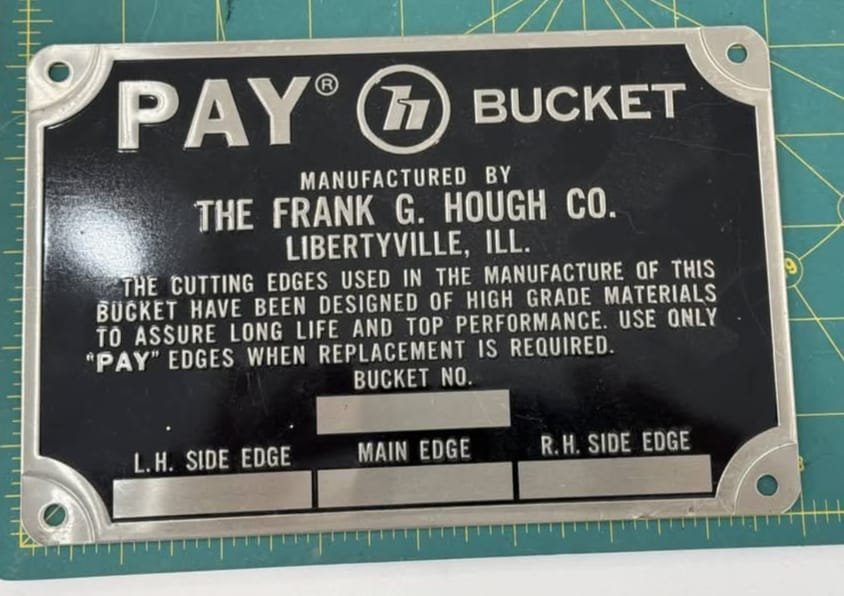 PAY® h BUCKET
MANUFACTURED BY
THE FRANK G. HOUGH CO.
LIBERTYVILLE, ILL.
THE CUTTING EDGES USED IN THE MANUFACTURE OF THIS
BUCKET HAVE BEEN DESIGNED OF HIGH GRADE MATERIALS
TO ASSURE LONG LIFE AND TOP PERFORMANCE. USE ONLY
"PAY" EDGES WHEN REPLACEMENT IS REQUIRED.
BUCKET NO.
L.H. SIDE EDGE MAIN EDGE R.H. SIDE EDGE